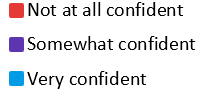 Not at all confident
Somewhat confident
Very confident